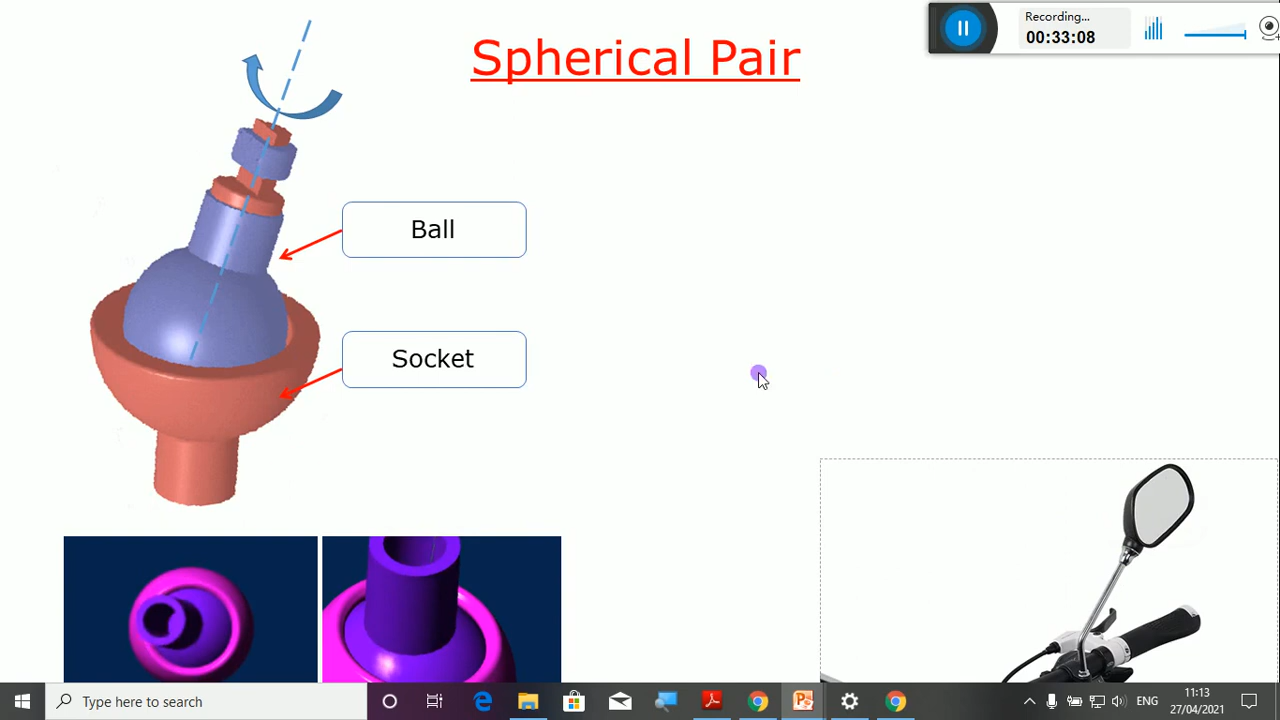 Spherical Pair
Recording...
00:33:08
Ball
Socket
Type here to search
ENG
11:13
27/04/2021